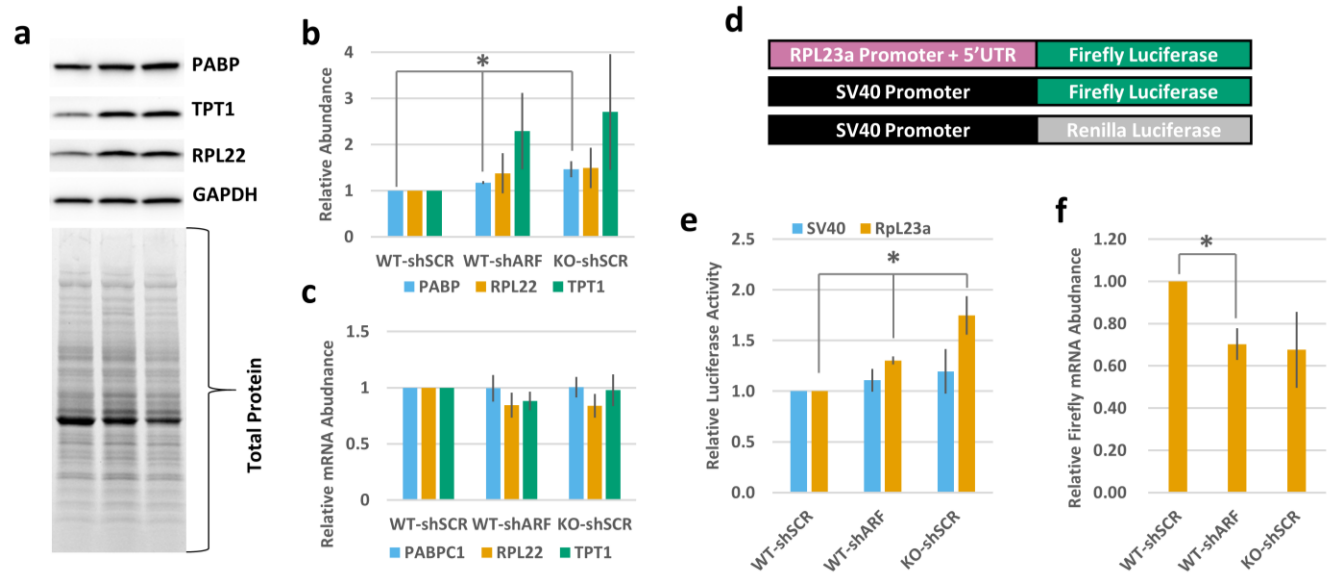 a
PABP
TPT1
RPL22
GAPDH
Total Protein
b
4
3
2
1
0
Relative Abundance
*
WT-shSCR WT-shARF KO-shSCR
PABP RPL22 TPT1
c
1.5
1
0.5
0
Relative mRNA Abudnance
WT-shSCR WT-shARF KO-shSCR
PABPC1 RPL22 TPT1
d
RPL23a Promoter + 5'UTR Firefly Luciferase
SV40 Promoter Firefly Luciferase
SV40 Promoter Renilla Luciferase
e
SV40 RpL23a
2.5
2.0
1.5
1.0
0.5
0.0
Relative Luciferase Activity
*
WT-shSCR
WT-shARF
KO-shSCR
f
1.20
1.00
0.80
0.60
0.40
0.20
0.00
Relative Firefly mRNA Abudnance
*
WT-shSCR
WT-shARF
KO-shSCR